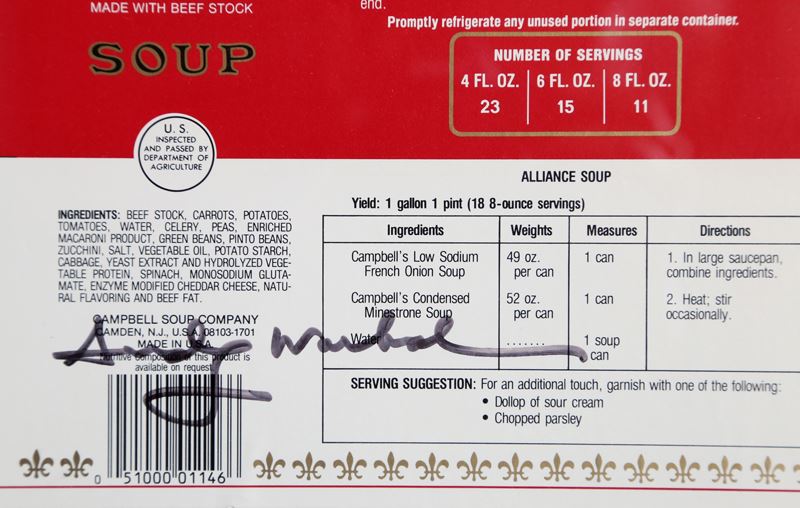 MADE WITH BEEF STOCK
SOUP
end.
Promptly refrigerate any unused portion in separate container.
NUMBER OF SERVINGS
4 FL. OZ. 6 FL. OZ. 8 FL. OZ.
23 15 11
U. S.
INSPECTED
AND PASSED BY
DEPARTMENT OF
AGRICULTURE
INGREDIENTS: BEEF STOCK, CARROTS, POTATOES,
TOMATOES, WATER, CELERY, PEAS, ENRICHED
MACARONI PRODUCT, GREEN BEANS, PINTO BEANS,
ZUCCHINI, SALT, VEGETABLE OIL, POTATO STARCH,
CABBAGE, YEAST EXTRACT AND HYDROLYZED VEGE-
TABLE PROTEIN, SPINACH, MONOSODIUM GLUTA-
MATE, ENZYME MODIFIED CHEDDAR CHEESE, NATU-
RAL FLAVORING AND BEEF FAT.
CAMPBELL SOUP COMPANY
CAMDEN, N.J., U.S.A. 08103-1701
MADE IN U.S.A.
Nutritive Composition of this product is
available on request
Andy Warhol
0 51000 01146
ALLIANCE SOUP
Yield: 1 gallon 1 pint (18 8-ounce servings)
Ingredients Weights Measures Directions
Campbell's Low Sodium 49 oz. 1 can 1. In large saucepan,
French Onion Soup per can combine ingredients.
Campbell's Condensed 52 oz. 1 can 2. Heat; stir
Minestrone Soup per can occasionally.
Water ....... 1 soup
can
SERVING SUGGESTION: For an additional touch, garnish with one of the following:
• Dollop of sour cream
• Chopped parsley